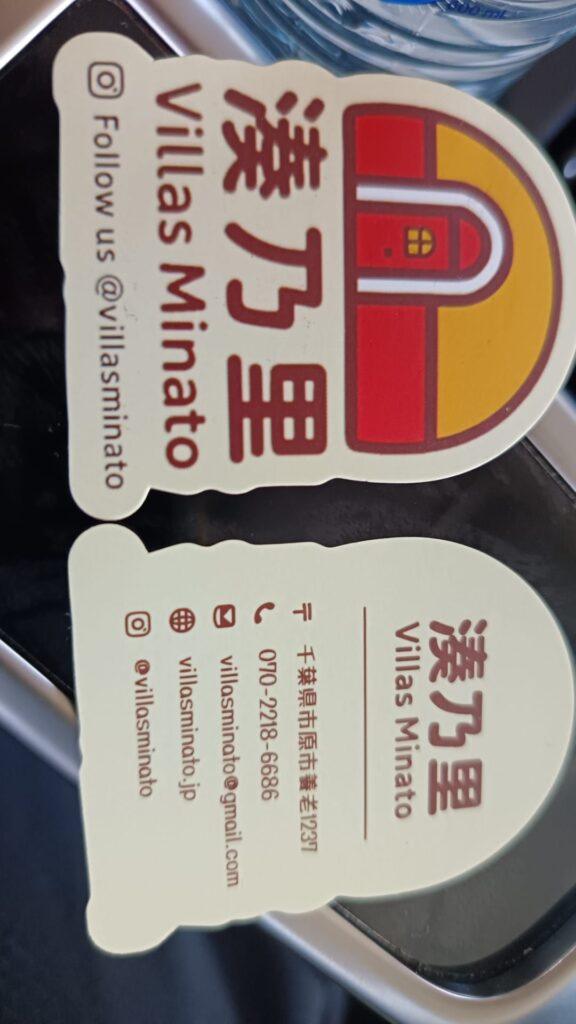 湊乃里
Villas Minato
Follow us @villasminato
湊乃里
Villas Minato
〒 千葉県市原市養老1237
070-2218-6686
villasminato@gmail.com
villasminato.jp
@villasminato